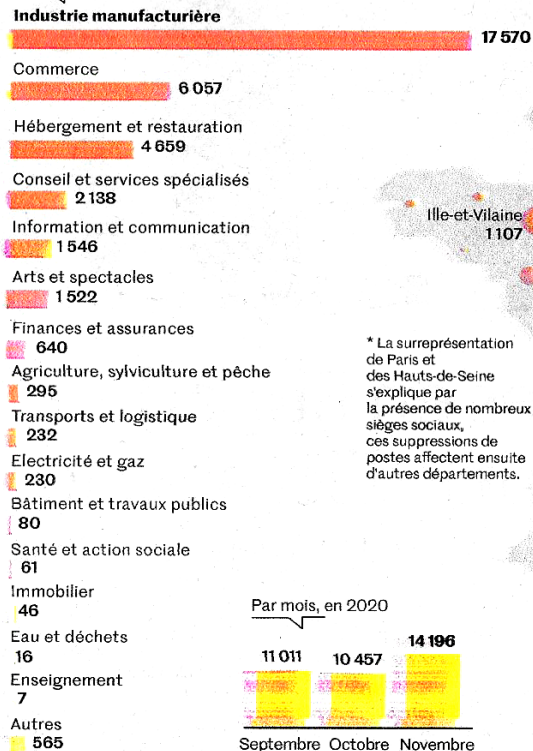 Industrie manufacturière
17 570
Commerce
6 057
Hébergement et restauration
4 659
Conseil et services spécialisés
2 138
Information et communication
1 546
Arts et spectacles
1 522
Finances et assurances
640
Agriculture, sylviculture et pêche
295
Transports et logistique
232
Electricité et gaz
230
Bâtiment et travaux publics
80
Santé et action sociale
61
Immobilier
46
Eau et déchets
16
Enseignement
7
Autres
565
Ille-et-Vilaine
1 107
* La surreprésentation
de Paris et
des Hauts-de-Seine
s'explique par
la présence de nombreux
sièges sociaux,
ces suppressions de
postes affectent ensuite
d'autres départements.
Par mois, en 2020
11 011 10 457 14 196
Septembre Octobre Novembre